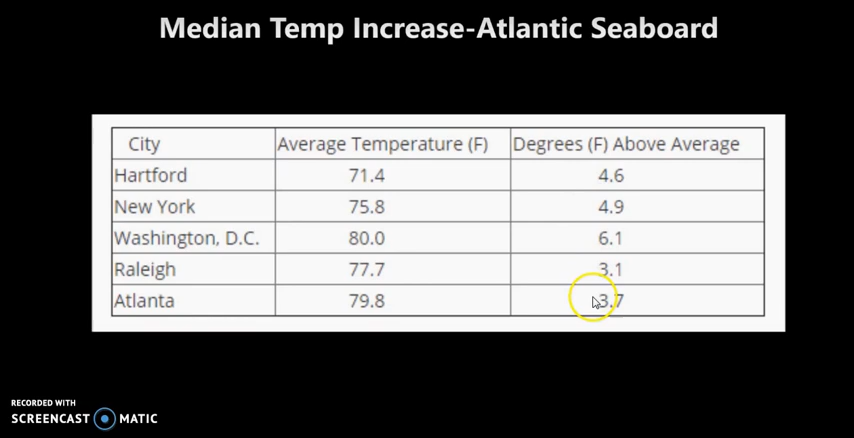 Median Temp Increase-Atlantic Seaboard
City Average Temperature (F) Degrees (F) Above Average
Hartford 71.4 4.6
New York 75.8 4.9
Washington, D.C. 80.0 6.1
Raleigh 77.7 3.1
Atlanta 79.8 3.7
RECORDED WITH
SCREENCAST MATIC